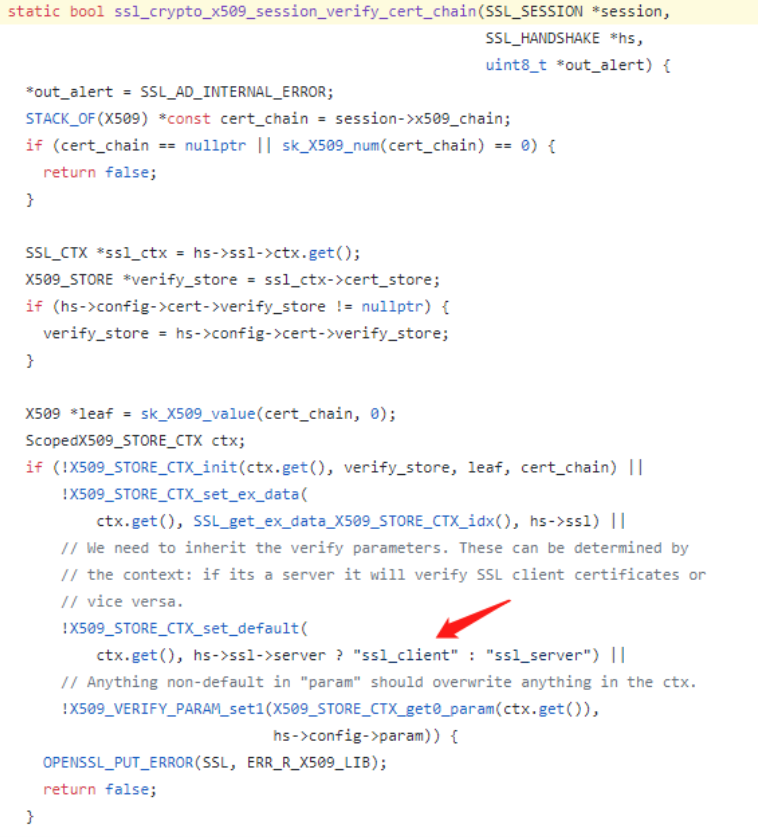 static bool ssl_crypto_x509_session_verify_cert_chain(SSL_SESSION *session,
SSL_HANDSHAKE *hs,
uint8_t *out_alert) {
*out_alert = SSL_AD_INTERNAL_ERROR;
STACK_OF(X509) *const cert_chain = session->x509_chain;
if (cert_chain == nullptr || sk_X509_num(cert_chain) == 0) {
return false;
}
SSL_CTX *ssl_ctx = hs->ssl->ctx.get();
X509_STORE *verify_store = ssl_ctx->cert_store;
if (hs->config->cert->verify_store != nullptr) {
verify_store = hs->config->cert->verify_store;
}
X509 *leaf = sk_X509_value(cert_chain, 0);
ScopedX509_STORE_CTX ctx;
if (!X509_STORE_CTX_init(ctx.get(), verify_store, leaf, cert_chain) ||
!X509_STORE_CTX_set_ex_data(
ctx.get(), SSL_get_ex_data_X509_STORE_CTX_idx(), hs->ssl) ||
// We need to inherit the verify parameters. These can be determined by
// the context: if its a server it will verify SSL client certificates or
// vice versa.
!X509_STORE_CTX_set_default(
ctx.get(), hs->ssl->server ? "ssl_client" : "ssl_server") ||
// Anything non-default in "param" should overwrite anything in the ctx.
!X509_VERIFY_PARAM_set1(X509_STORE_CTX_get0_param(ctx.get()),
hs->config->param)) {
OPENSSL_PUT_ERROR(SSL, ERR_R_X509_LIB);
return false;
}